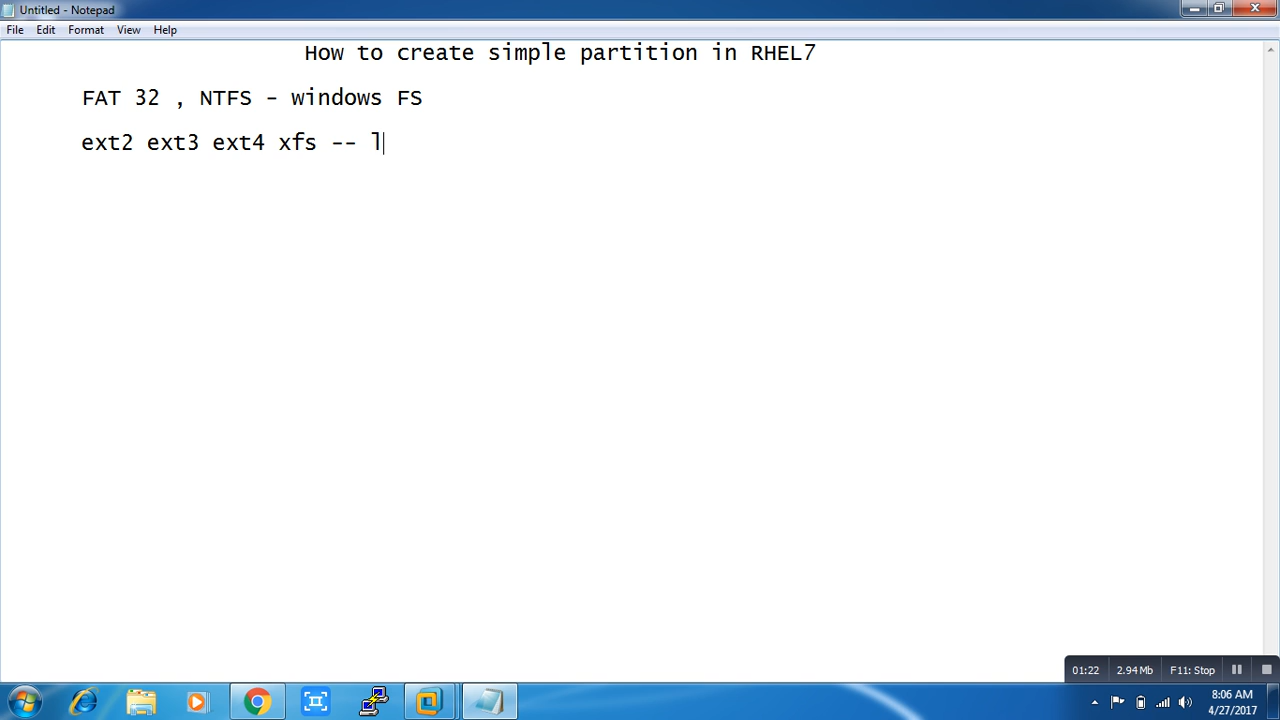 Untitled - Notepad
File Edit Format View Help
How to create simple partition in RHEL7
FAT 32 , NTFS - windows FS
ext2 ext3 ext4 xfs -- l
01:22 2.94 Mb F11: Stop
8:06 AM
4/27/2017